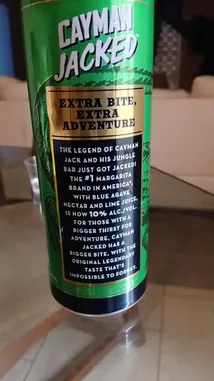 CAYMAN
JACKED
EXTRA BITE,
EXTRA
ADVENTURE
THE LEGEND OF CAYMAN
JACK AND HIS JUNGLE
BAR JUST GOT JACKED!
THE #1 MARGARITA
BRAND IN AMERICA*,
WITH BLUE AGAVE
NECTAR AND LIME JUICE,
IS NOW 10% ALC./VOL.
FOR THOSE WITH A
BIGGER THIRST FOR
ADVENTURE, CAYMAN
JACKED HAS A
BIGGER BITE, WITH THE
ORIGINAL LEGENDARY
TASTE THAT'S
IMPOSSIBLE TO FORGET.